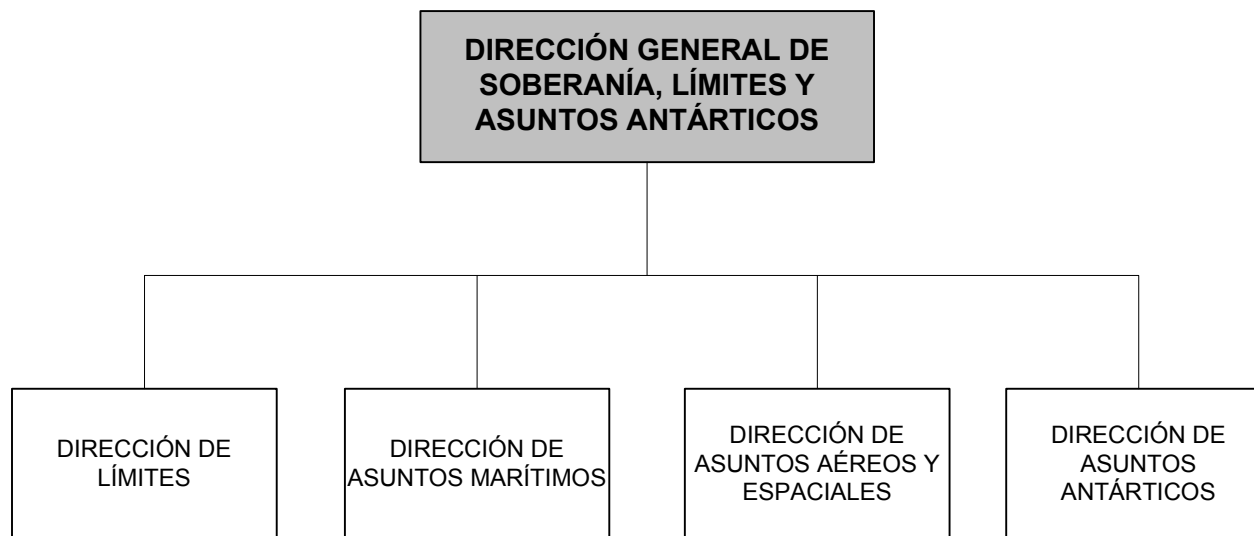 DIRECCIÓN GENERAL DE
SOBERANÍA, LÍMITES Y
ASUNTOS ANTÁRTICOS
DIRECCIÓN DE
LÍMITES
DIRECCIÓN DE
ASUNTOS MARÍTIMOS
DIRECCIÓN DE
ASUNTOS AÉREOS Y
ESPACIALES
DIRECCIÓN DE
ASUNTOS
ANTÁRTICOS